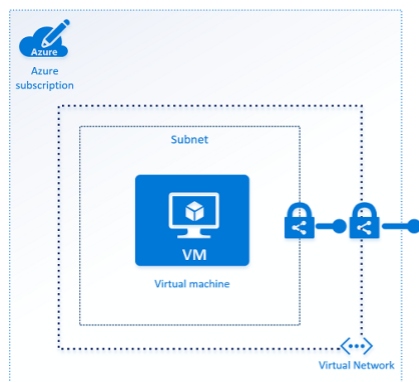 Azure
Azure
subscription
Subnet
VM
Virtual machine
Virtual Network